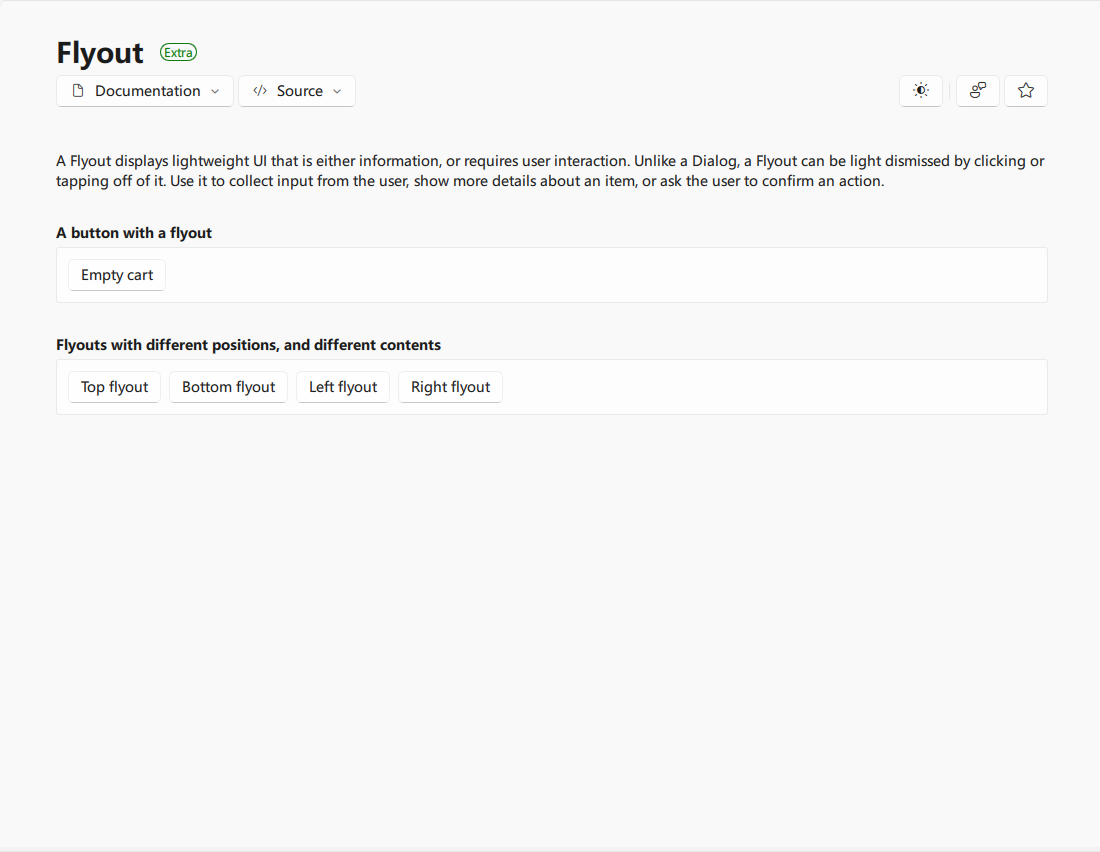 Flyout Extra
Documentation Source
A Flyout displays lightweight UI that is either information, or requires user interaction. Unlike a Dialog, a Flyout can be light dismissed by clicking or
tapping off of it. Use it to collect input from the user, show more details about an item, or ask the user to confirm an action.
A button with a flyout
Empty cart
Flyouts with different positions, and different contents
Top flyout Bottom flyout Left flyout Right flyout